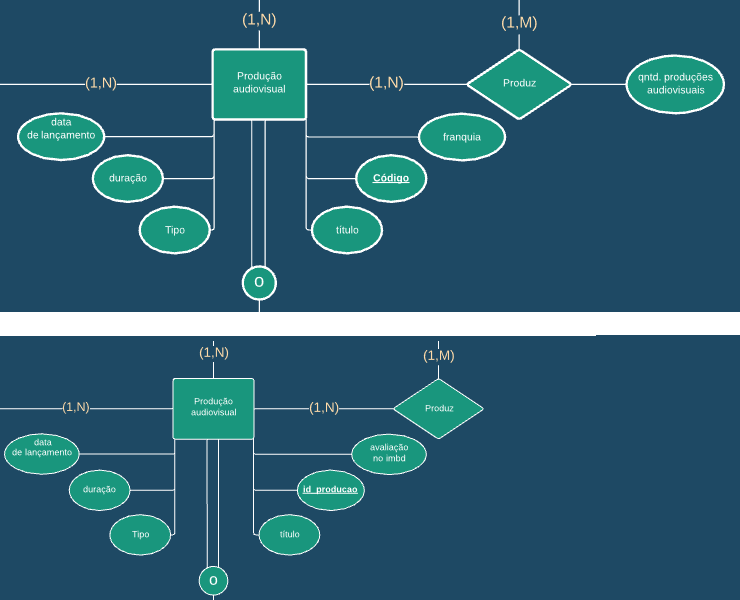 (1,N)
(1,M)
Produção
audiovisual
(1,N)
(1,N)
Produz
qntd. produções
audiovisuais
data
de lançamento
franquia
duração
Código
Tipo
título
O
(1,N)
(1,M)
Produção
audiovisual
(1,N)
(1,N)
Produz
data
de lançamento
avaliação
no imbd
duração
id_producao
Tipo
título
O